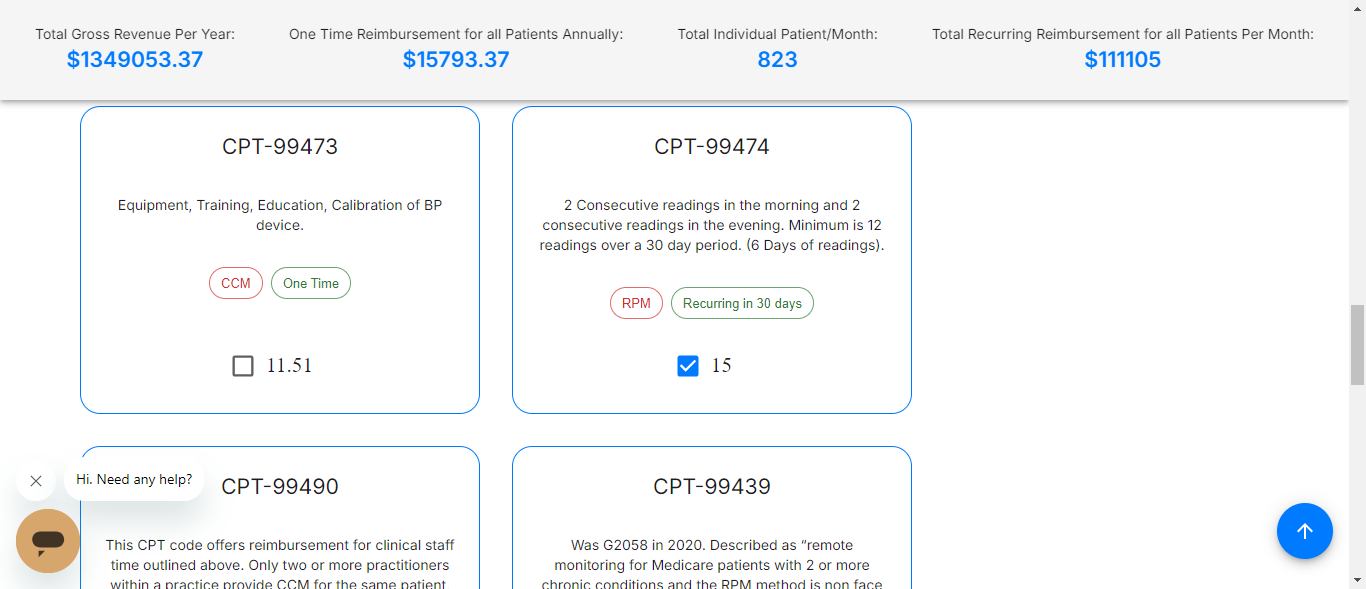 Total Gross Revenue Per Year:
$1349053.37
One Time Reimbursement for all Patients Annually:
$15793.37
Total Individual Patient/Month:
823
Total Recurring Reimbursement for all Patients Per Month:
$111105
CPT-99473
Equipment, Training, Education, Calibration of BP
device.
CCM
One Time
11.51
CPT-99474
2 Consecutive readings in the morning and 2
consecutive readings in the evening. Minimum is 12
readings over a 30 day period. (6 Days of readings).
RPM
Recurring in 30 days
15
Hi. Need any help?
CPT-99490
This CPT code offers reimbursement for clinical staff
time outlined above. Only two or more practitioners
within a practice provide CCM for the same patient
CPT-99439
Was G2058 in 2020. Described as “remote
monitoring for Medicare patients with 2 or more
chronic conditions and the RPM method is non face